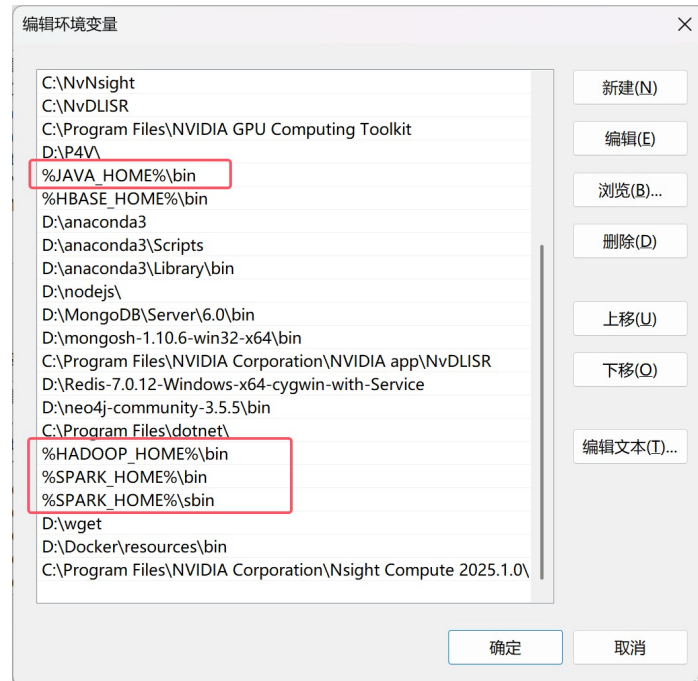 编辑环境变量
C:\NvNsight
C:\NvDLISR
C:\Program Files\NVIDIA GPU Computing Toolkit
D:\P4V\
%JAVA_HOME%\bin
%HBASE_HOME%\bin
D:\anaconda3
D:\anaconda3\Scripts
D:\anaconda3\Library\bin
D:\nodejs\
D:\MongoDB\Server\6.0\bin
D:\mongosh-1.10.6-win32-x64\bin
C:\Program Files\NVIDIA Corporation\NVIDIA app\NvDLISR
D:\Redis-7.0.12-Windows-x64-cygwin-with-Service
D:\neo4j-community-3.5.5\bin
C:\Program Files\dotnet\
%HADOOP_HOME%\bin
%SPARK_HOME%\bin
%SPARK_HOME%\sbin
D:\wget
D:\Docker\resources\bin
C:\Program Files\NVIDIA Corporation\Nsight Compute 2025.1.0\
新建(N)
编辑(E)
浏览(B)...
删除(D)
上移(U)
下移(O)
编辑文本(T)...
确定
取消